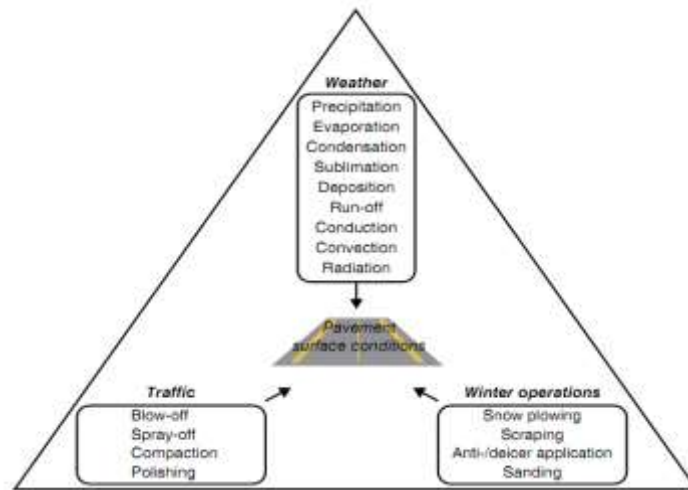 Weather
Precipitation
Evaporation
Condensation
Sublimation
Deposition
Run-off
Conduction
Convection
Radiation
Pavement
surface conditions
Traffic
Blow-off
Spray-off
Compaction
Polishing
Winter operations
Snow plowing
Scraping
Anti-/deicer application
Sanding